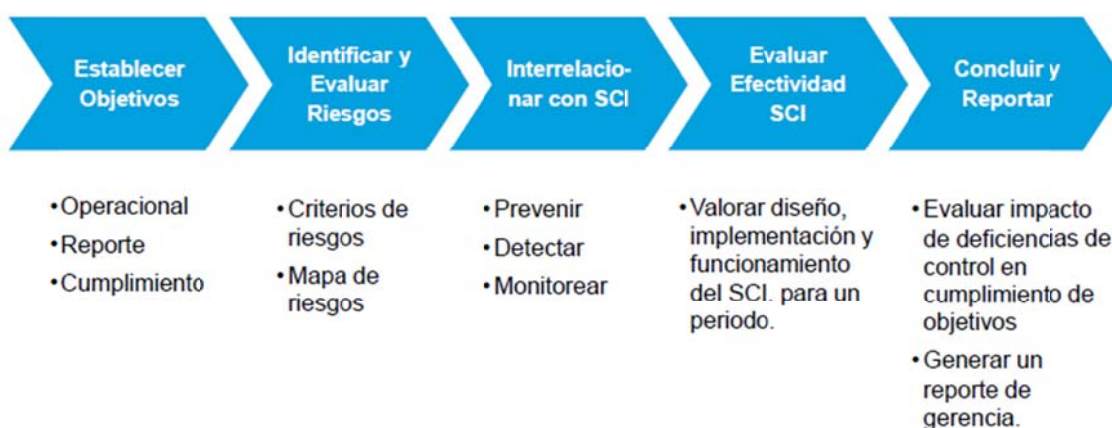 Establecer
Objetivos
Identificar y
Evaluar
Riesgos
Interrelacio-
nar con SCI
Evaluar
Efectividad
SCI
Concluir y
Reportar
•Operacional
•Reporte
•Cumplimiento
•Criterios de
riesgos
•Mapa de
riesgos
•Prevenir
•Detectar
•Monitorear
•Valorar diseño,
implementación y
funcionamiento
del SCI. para un
periodo.
•Evaluar impacto
de deficiencias de
control en
cumplimiento de
objetivos
•Generar un
reporte de
gerencia.